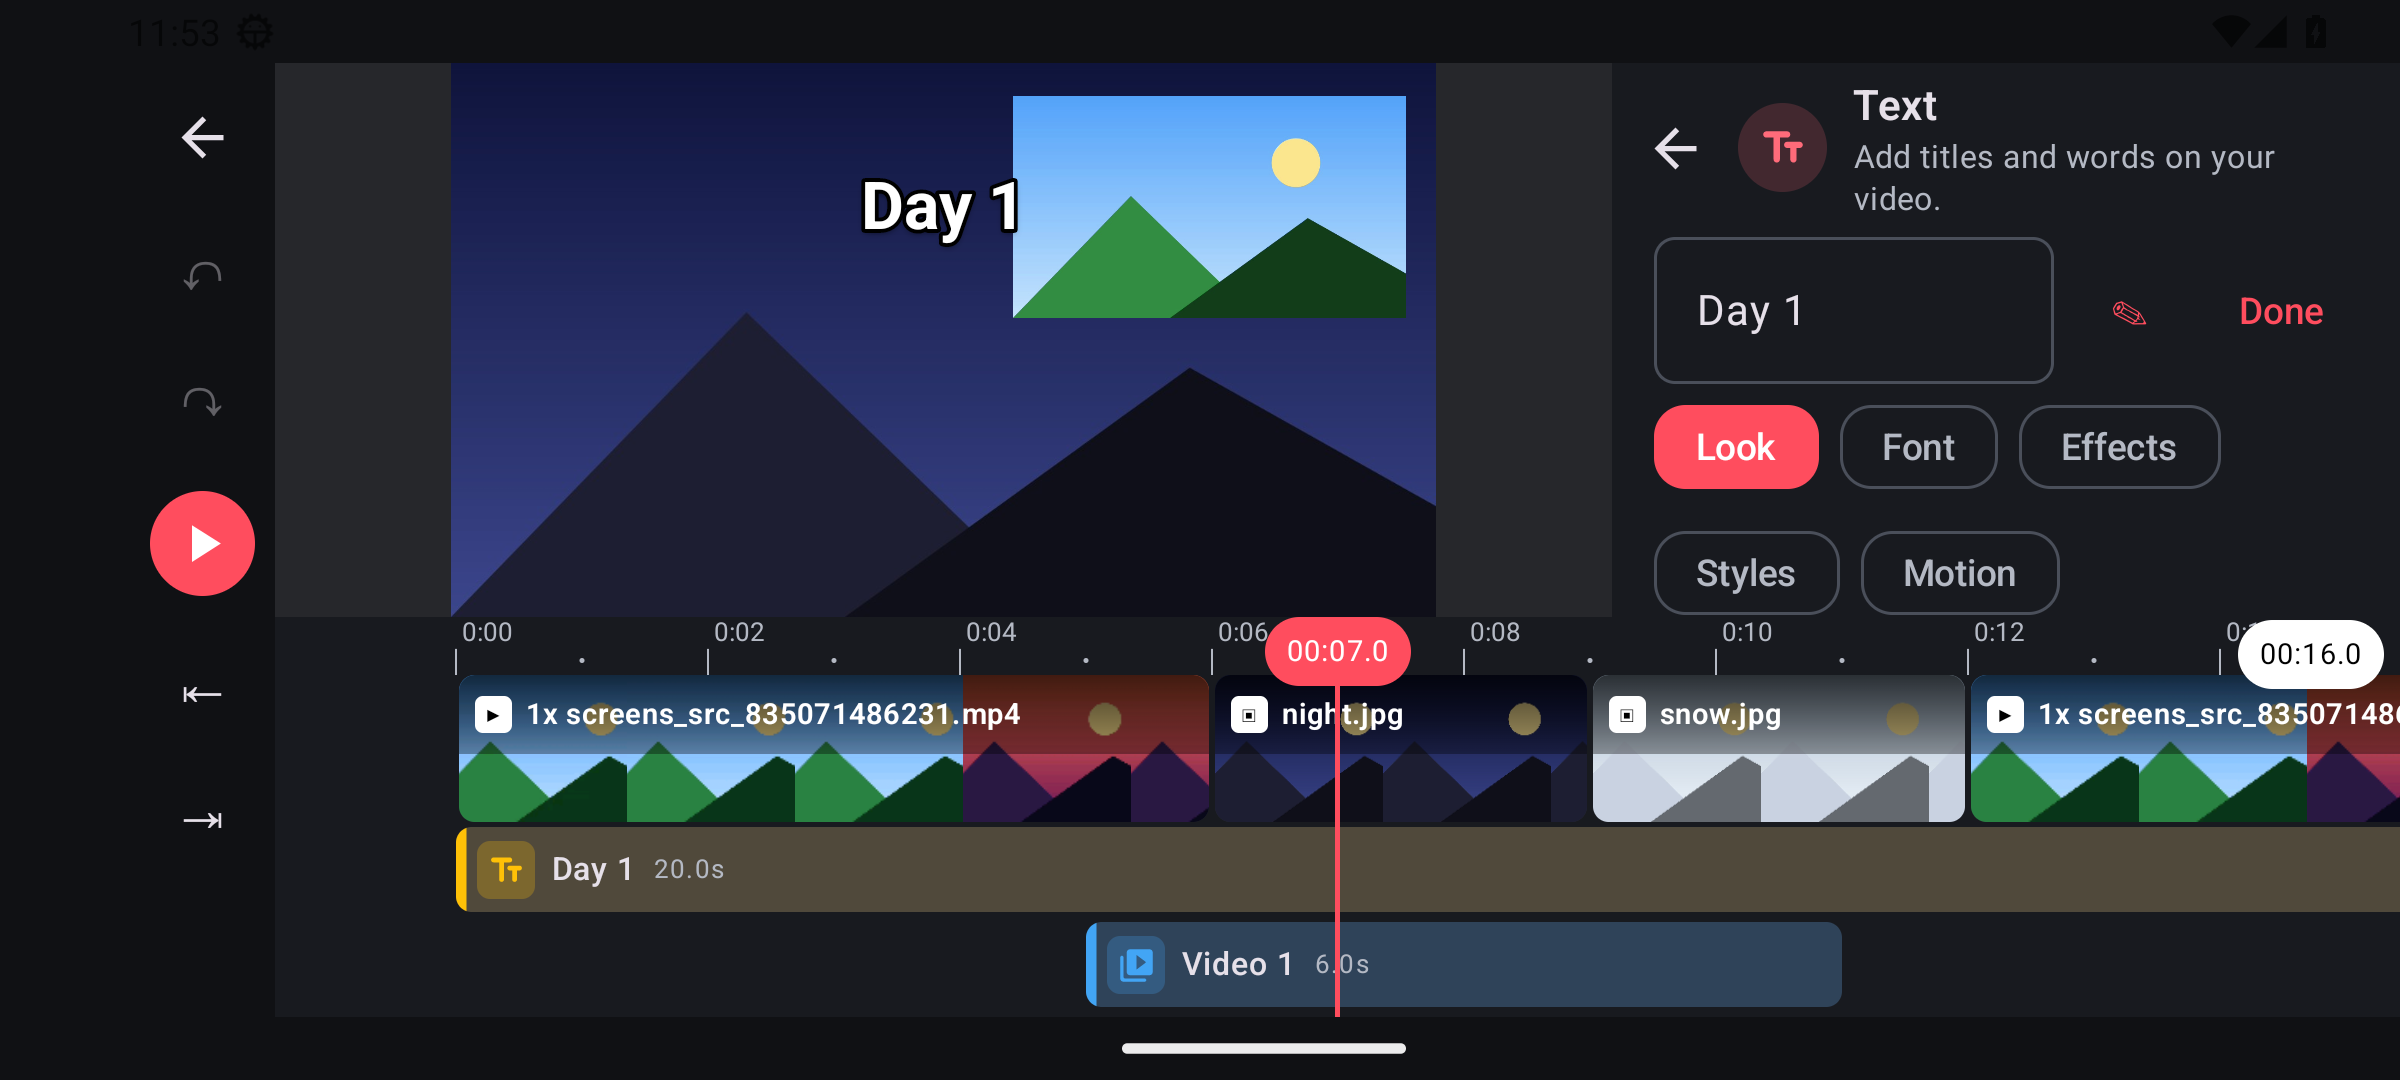 11:53
Text
Add titles and words on your
video.
Day 1
Day 1
Done
Look
Font
Effects
Styles
Motion
0:00
0:02
0:04
0:06
0:08
0:10
0:12
00:07.0
00:16.0
1x screens_src_835071486231.mp4
night.jpg
snow.jpg
1x screens_src_83507148
Day 1 20.0s
Video 1 6.0s